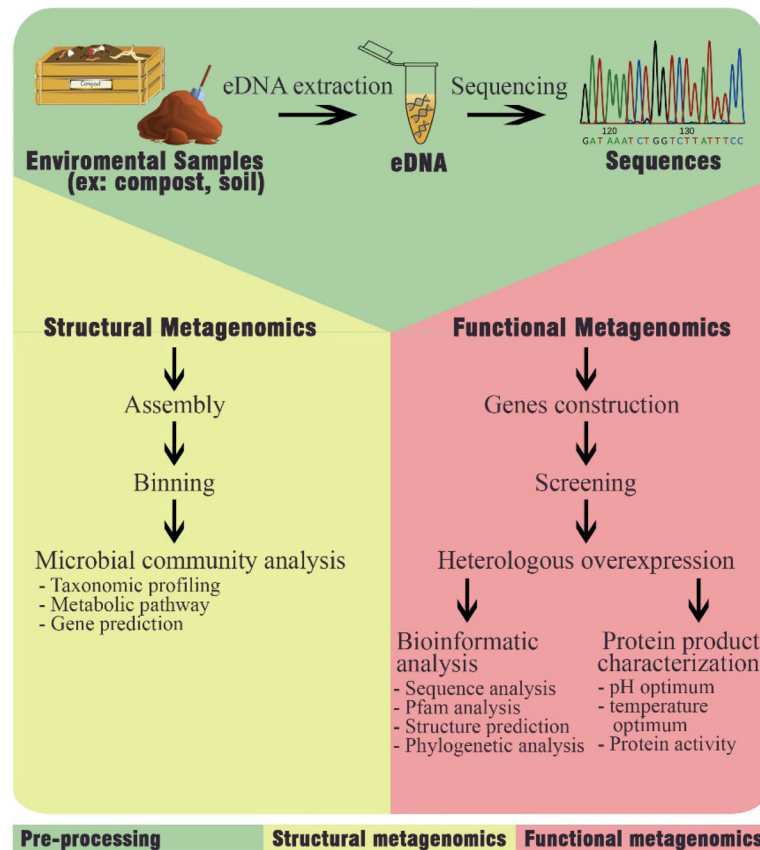 Compost
eDNA extraction
Sequencing
120 130
GATAAATCTGGTCTTATTTCC
Enviromental Samples
(ex: compost, soil)
eDNA
Sequences
Structural Metagenomics
Assembly
Binning
Microbial community analysis
- Taxonomic profiling
- Metabolic pathway
- Gene prediction
Functional Metagenomics
Genes construction
Screening
Heterologous overexpression
Bioinformatic
analysis
- Sequence analysis
- Pfam analysis
- Structure prediction
- Phylogenetic analysis
Protein product
characterization
- pH optimum
- temperature
optimum
- Protein activity
Pre-processing
Structural metagenomics
Functional metagenomics